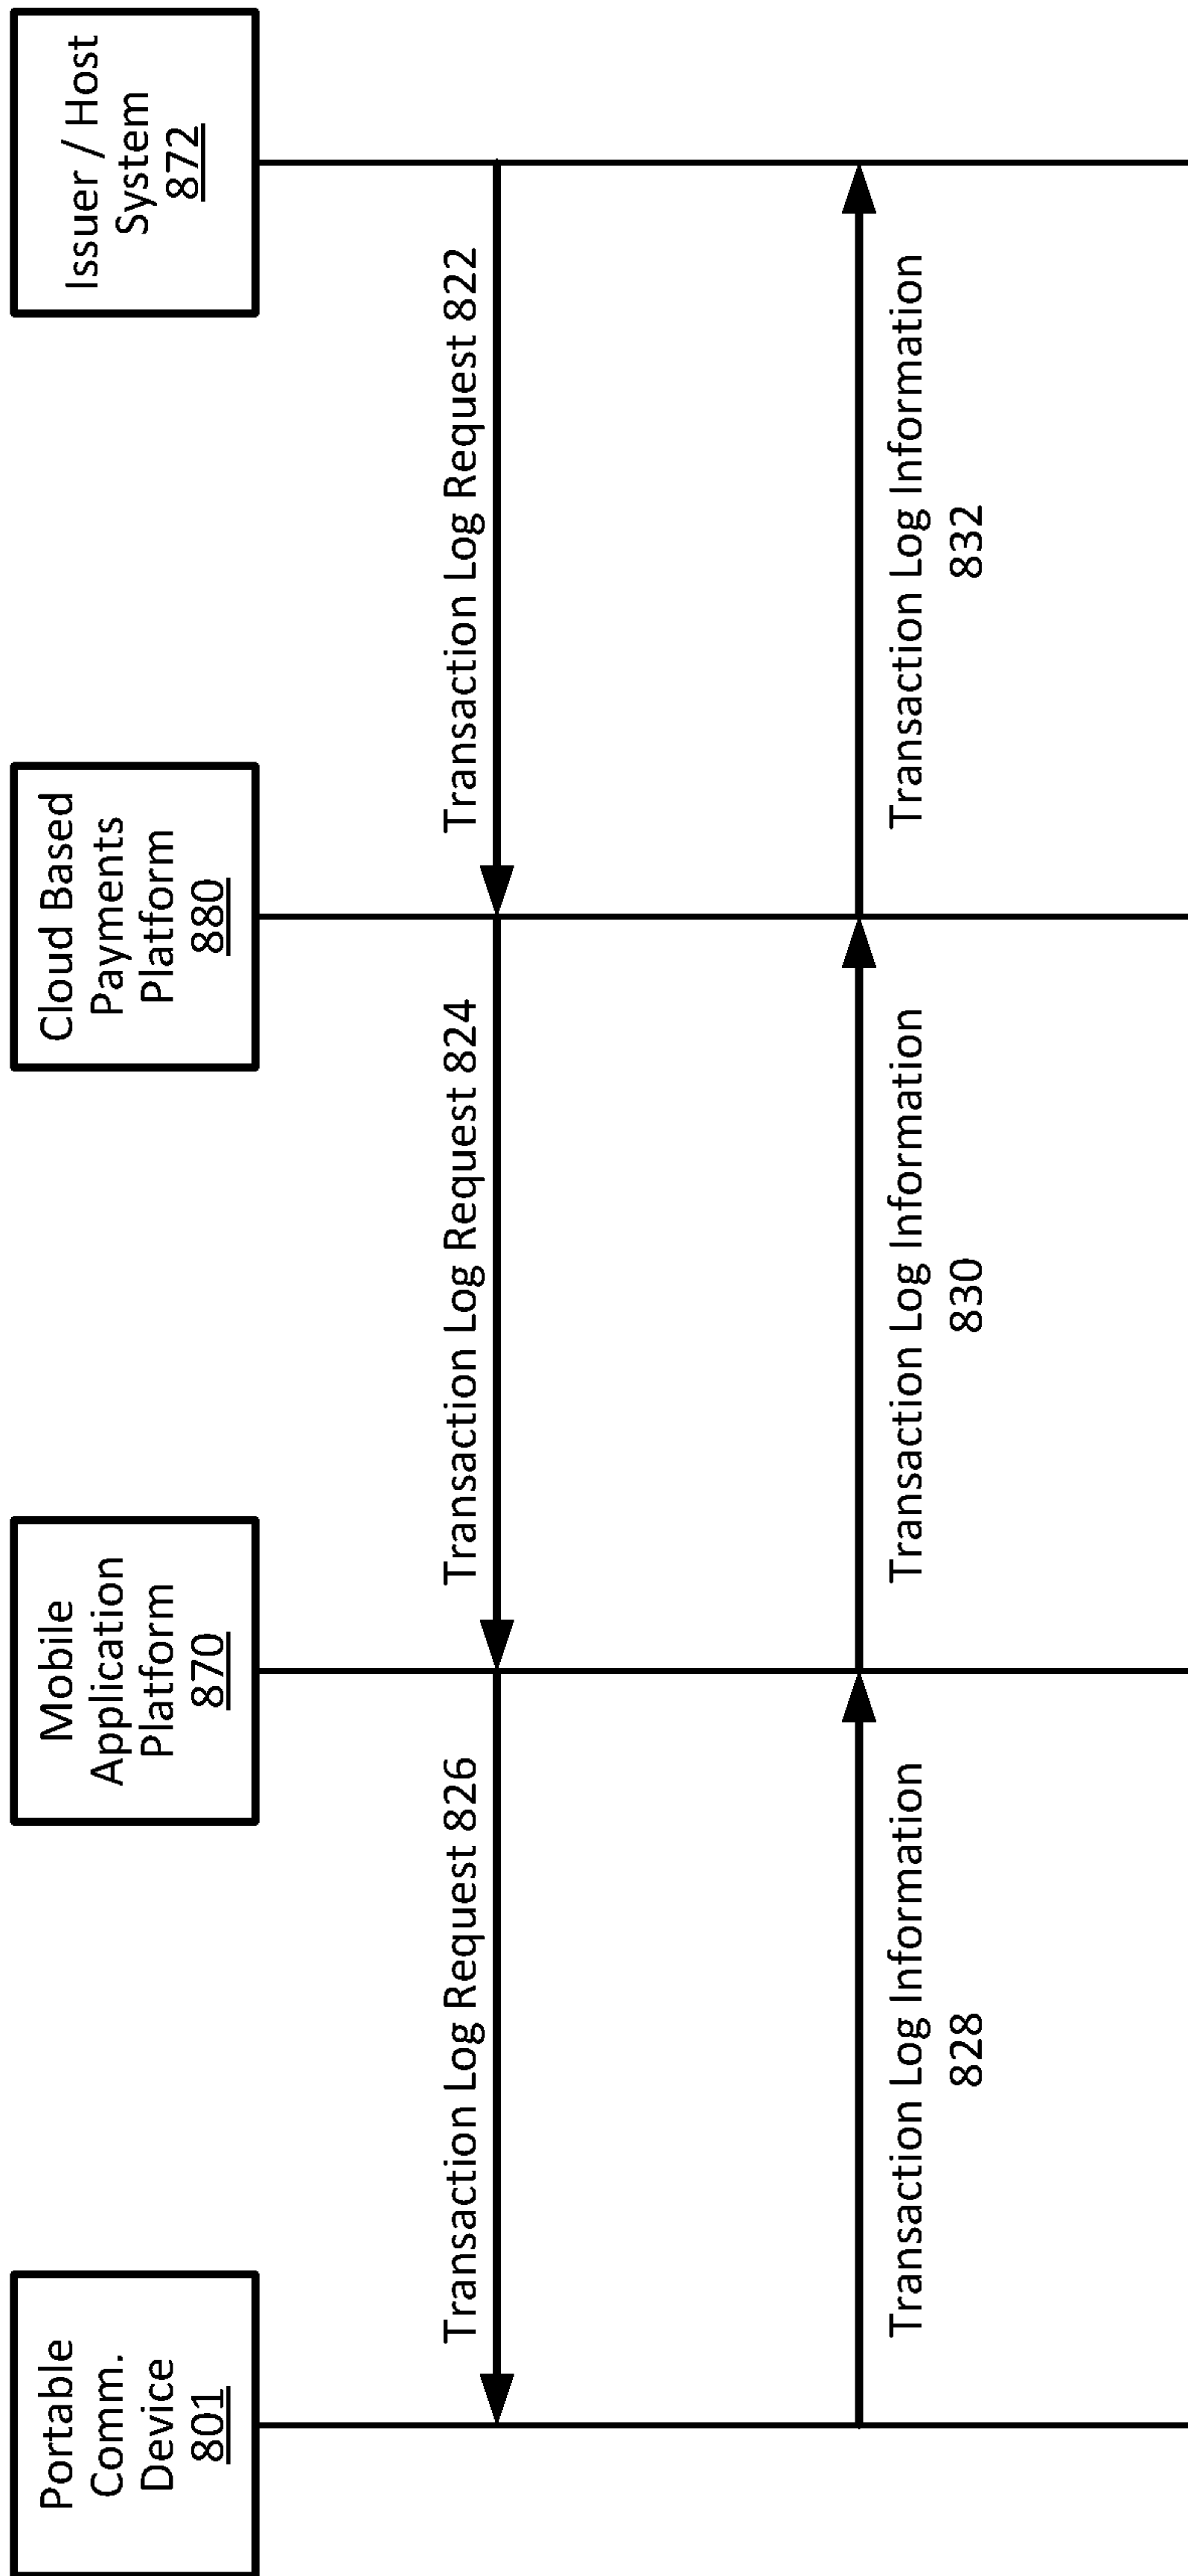 Portable
Comm.
Device
801
Mobile
Application
Platform
870
Cloud Based
Payments
Platform
880
Issuer / Host
System
872
Transaction Log Request 826
Transaction Log Request 824
Transaction Log Request 822
Transaction Log Information
828
Transaction Log Information
830
Transaction Log Information
832